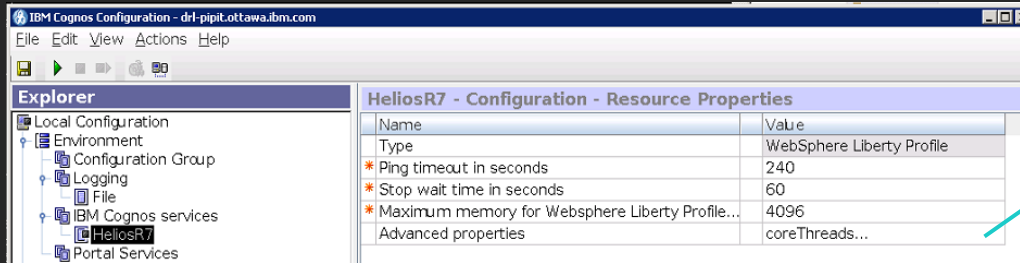 IBM Cognos Configuration - drl-pipit.ottawa.ibm.com
File Edit View Actions Help
Explorer
Local Configuration
Environment
Configuration Group
Logging
File
IBM Cognos services
HeliosR7
Portal Services
HeliosR7 - Configuration - Resource Properties
Name Value
Type WebSphere Liberty Profile
* Ping timeout in seconds 240
* Stop wait time in seconds 60
* Maximum memory for Websphere Liberty Profile... 4096
Advanced properties coreThreads...